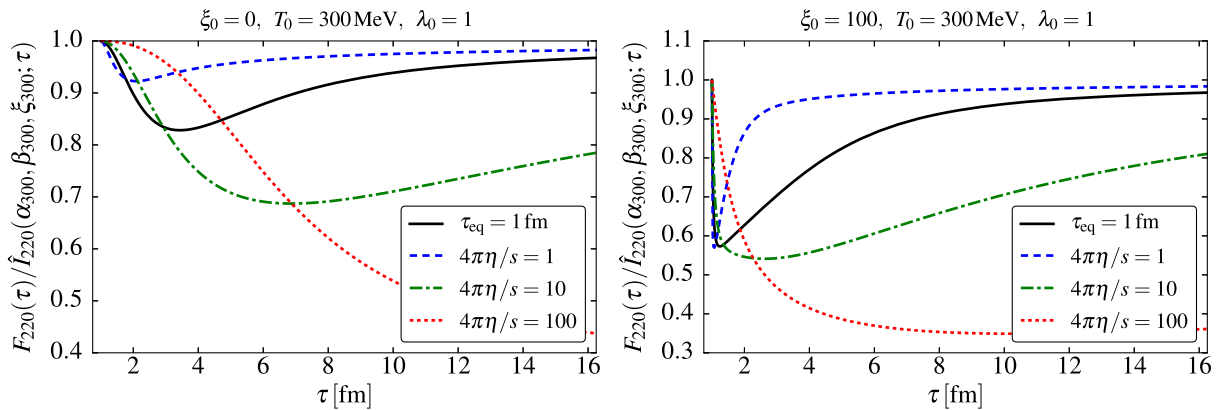 ξ₀ = 0, T₀ = 300 MeV, λ₀ = 1
F₂₂₀(τ)/Î₂₂₀(α₃₀₀, β₃₀₀, ξ₃₀₀; τ)
1.0
0.9
0.8
0.7
0.6
0.5
0.4
τ_eq = 1 fm
4πη/s = 1
4πη/s = 10
4πη/s = 100
2 4 6 8 10 12 14 16
τ [fm]
ξ₀ = 100, T₀ = 300 MeV, λ₀ = 1
F₂₂₀(τ)/Î₂₂₀(α₃₀₀, β₃₀₀, ξ₃₀₀; τ)
1.1
1.0
0.9
0.8
0.7
0.6
0.5
0.4
0.3
τ_eq = 1 fm
4πη/s = 1
4πη/s = 10
4πη/s = 100
2 4 6 8 10 12 14 16
τ [fm]